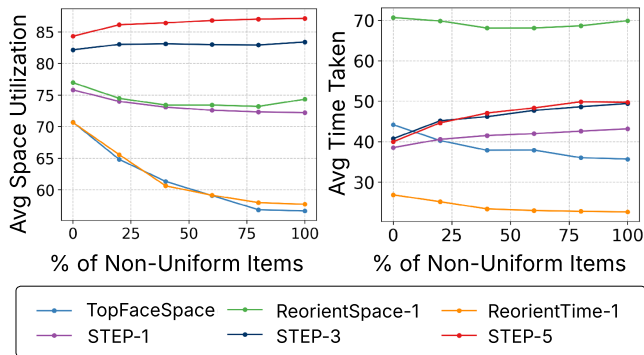 Avg Space Utilization
85
80
75
70
65
60
0 25 50 75 100
% of Non-Uniform Items
Avg Time Taken
70
60
50
40
30
0 25 50 75 100
% of Non-Uniform Items
TopFaceSpace ReorientSpace-1 ReorientTime-1
STEP-1 STEP-3 STEP-5